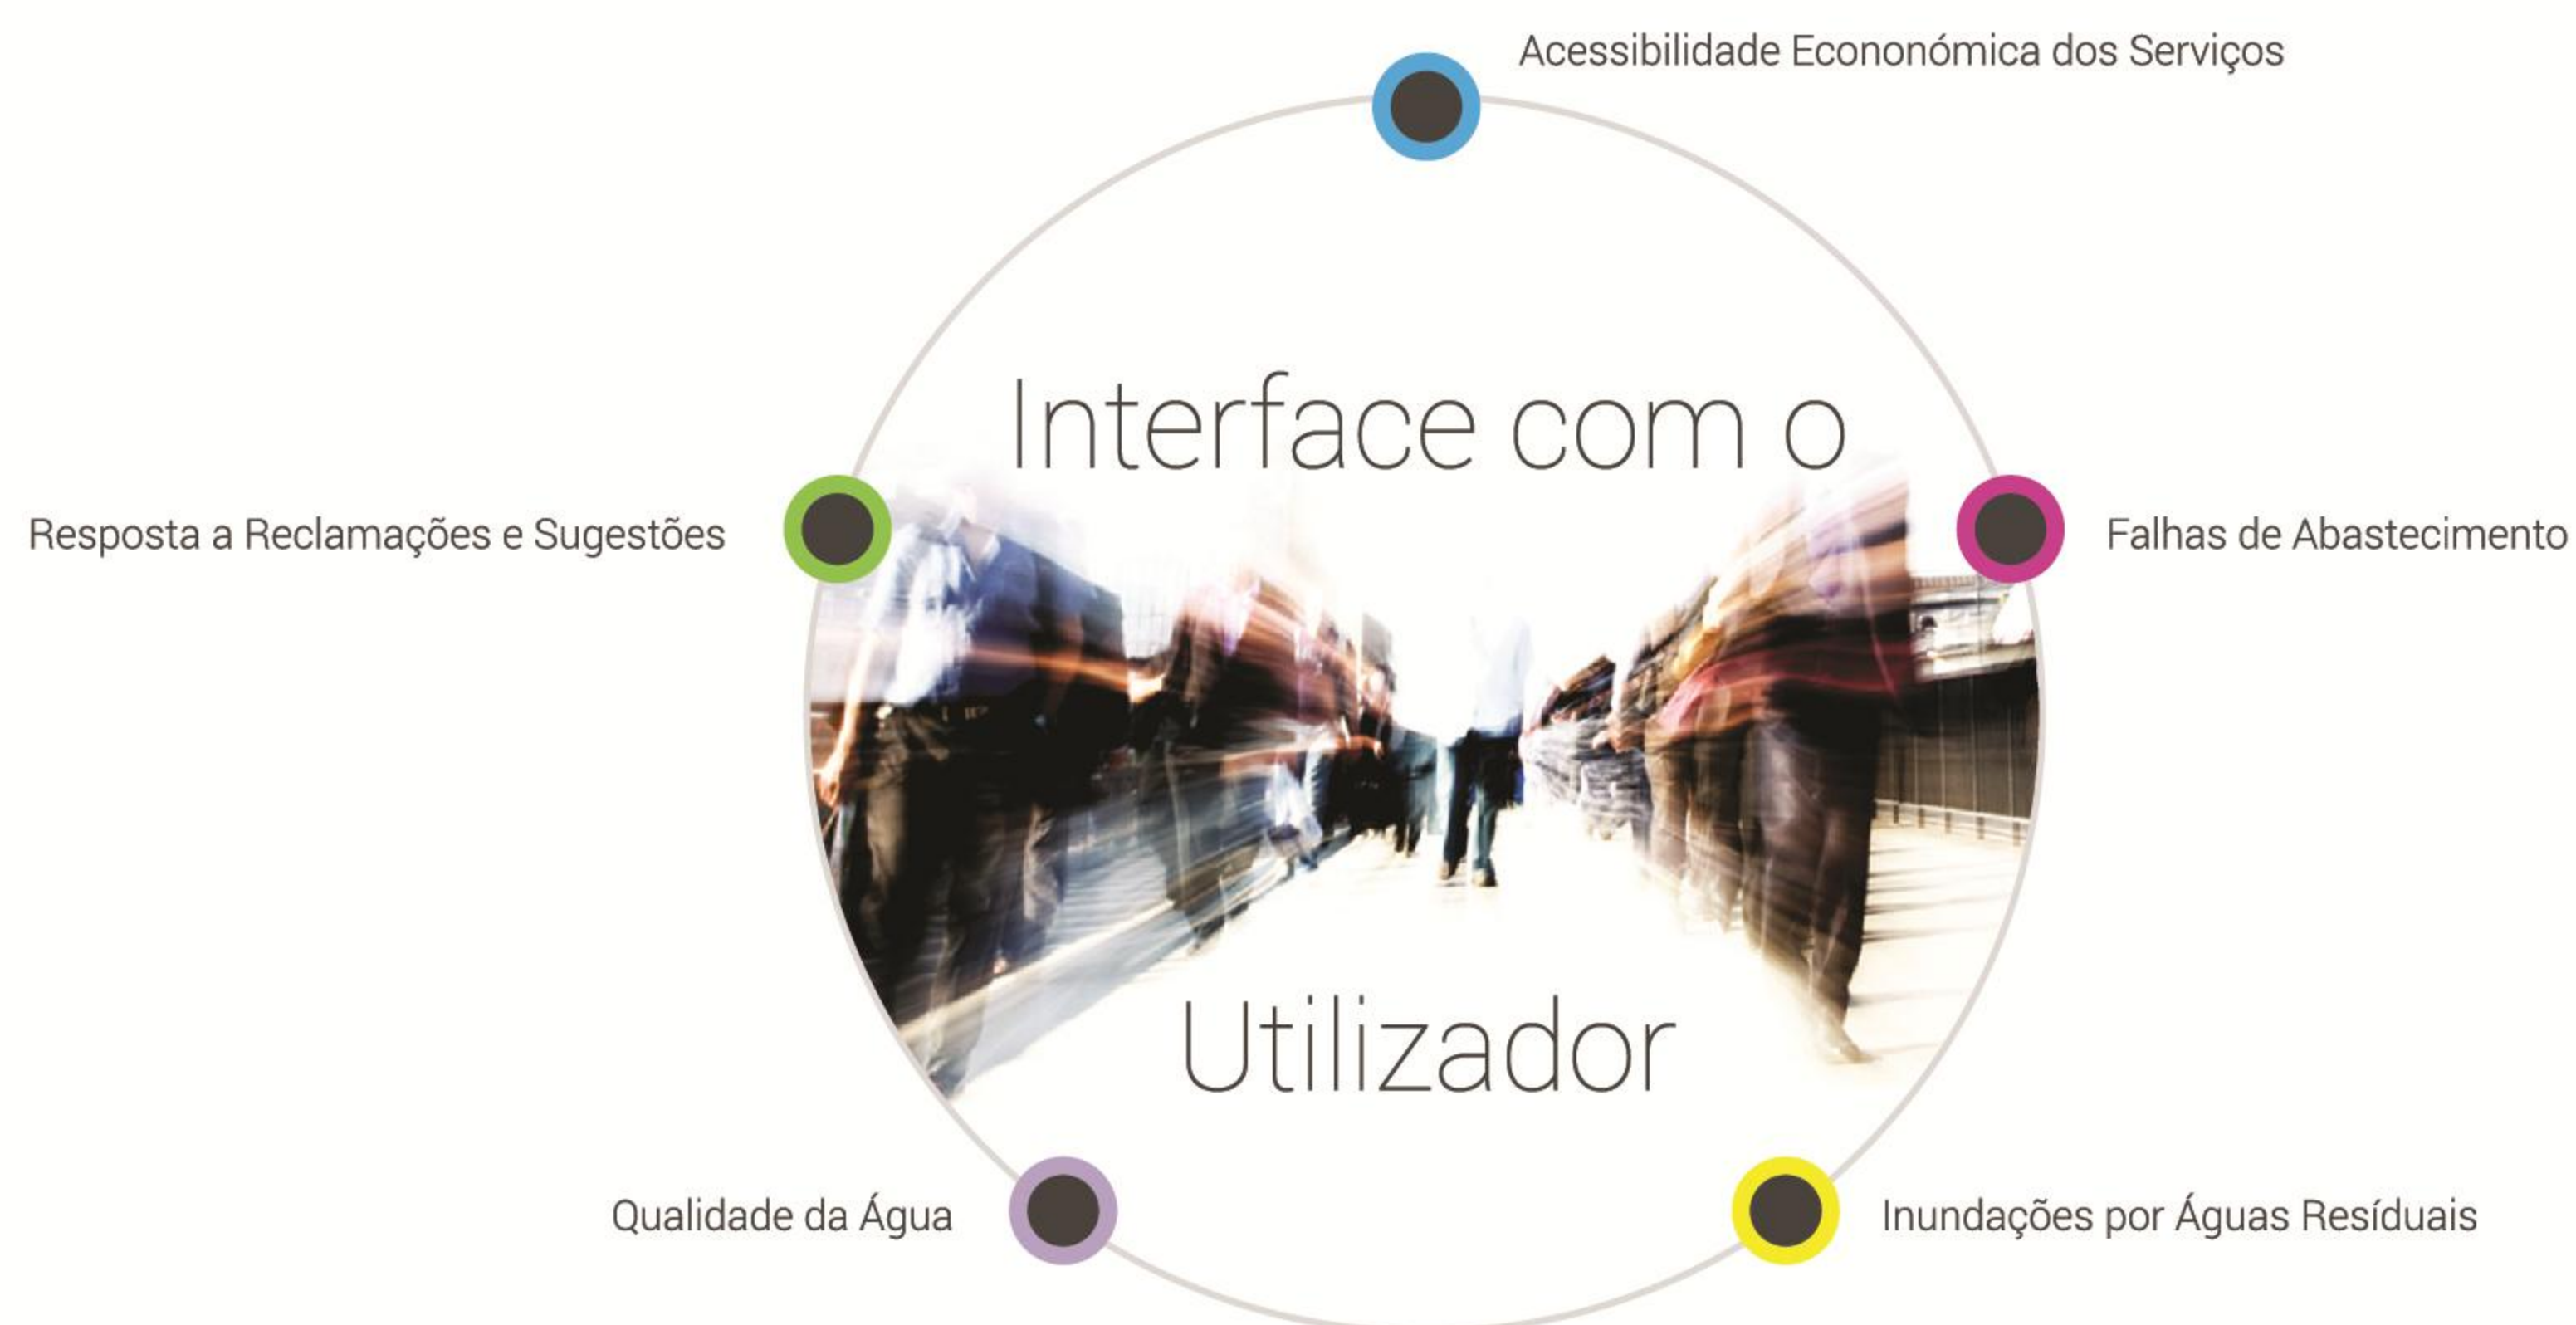 Acessibilidade Econonómica dos Serviços
Interface com o
Resposta a Reclamações e Sugestões
Falhas de Abastecimento
Utilizador
Qualidade da Água
Inundações por Águas Resíduais